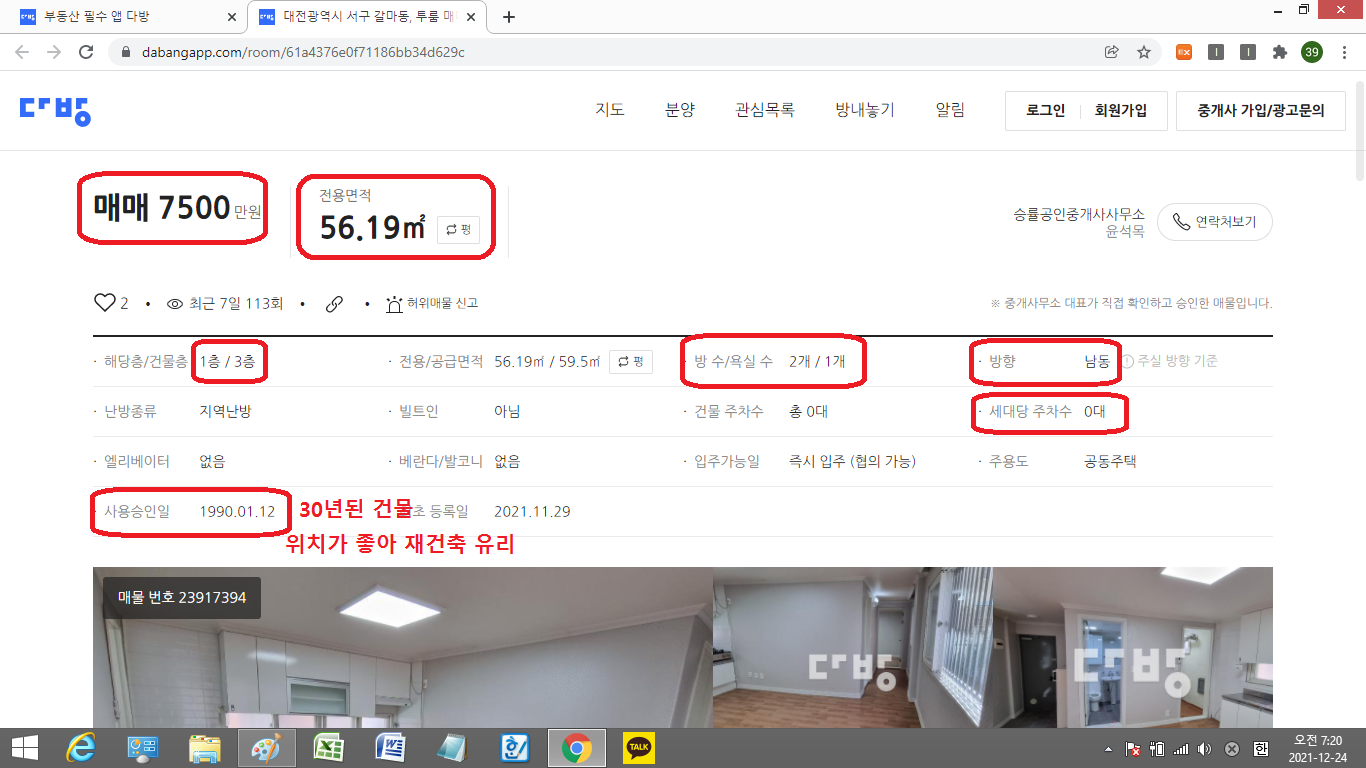 부동산 필수 앱 다방
대전광역시 서구 갈마동, 투룸 매
dabangapp.com/room/61a4376e0f71186bb34d629c
39
다방
지도 분양 관심목록 방내놓기 알림 로그인 회원가입 중개사 가입/광고문의
매매 7500만원
전용면적
56.19㎡ 평
승률공인중개사사무소
윤석목
연락처보기
2 • 최근 7일 113회 • • 허위매물 신고
※ 중개사무소 대표가 직접 확인하고 승인한 매물입니다.
· 해당층/건물층 1층 / 3층 · 전용/공급면적 56.19㎡ / 59.5㎡ 평 · 방 수/욕실 수 2개 / 1개 · 방향 남동 주실 방향 기준
· 난방종류 지역난방 · 빌트인 아님 · 건물 주차수 총 0대 · 세대당 주차수 0대
· 엘리베이터 없음 · 베란다/발코니 없음 · 입주가능일 즉시 입주 (협의 가능) · 주용도 공동주택
· 사용승인일 1990.01.12 30년된 건물 초 등록일 2021.11.29
위치가 좋아 재건축 유리
매물 번호 23917394
다방
다방
TALK
한
오전 7:20
2021-12-24